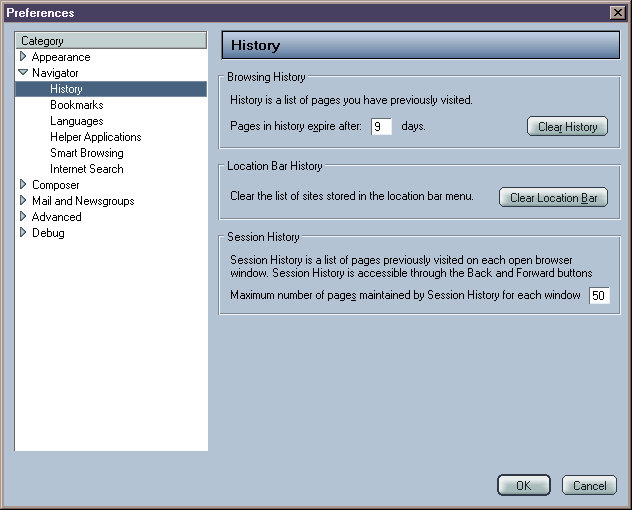 Preferences
Category
Appearance
Navigator
History
Bookmarks
Languages
Helper Applications
Smart Browsing
Internet Search
Composer
Mail and Newsgroups
Advanced
Debug
History
Browsing History
History is a list of pages you have previously visited.
Pages in history expire after: 9 days. Clear History
Location Bar History
Clear the list of sites stored in the location bar menu. Clear Location Bar
Session History
Session History is a list of pages previously visited on each open browser
window. Session History is accessible through the Back and Forward buttons
Maximum number of pages maintained by Session History for each window 50
OK Cancel